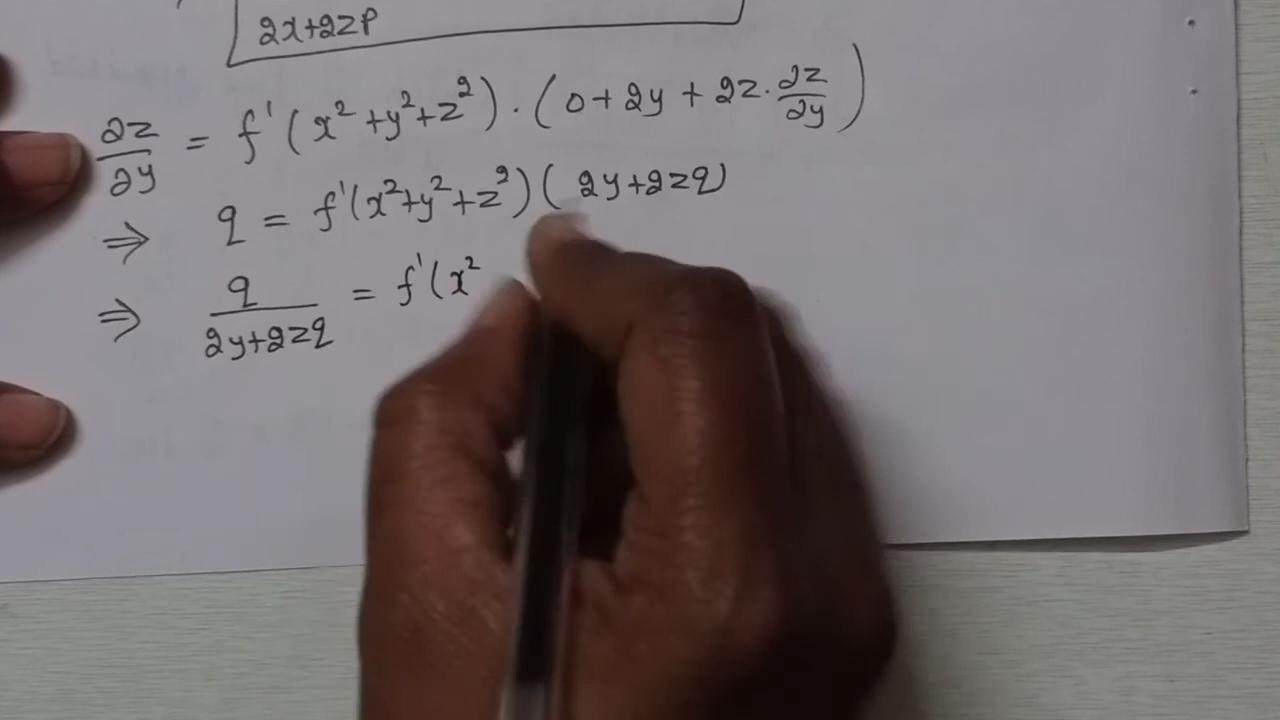 2x+2zp
∂z/∂y = f'(x²+y²+z²).(0+2y+2z.∂z/∂y)
⇒ q = f'(x²+y²+z²)(2y+2zq)
⇒ q/2y+2zq = f'(x²